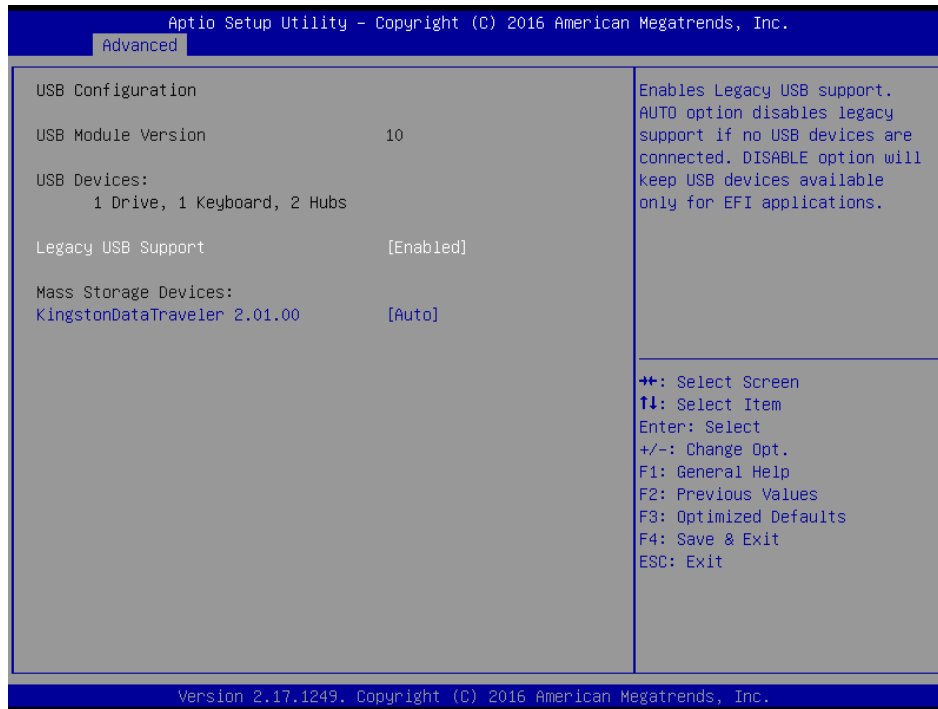 Aptio Setup Utility – Copyright (C) 2016 American Megatrends, Inc.
Advanced
USB Configuration
USB Module Version 10
USB Devices:
1 Drive, 1 Keyboard, 2 Hubs
Legacy USB Support [Enabled]
Mass Storage Devices:
KingstonDataTraveler 2.01.00 [Auto]
Enables Legacy USB support.
AUTO option disables legacy
support if no USB devices are
connected. DISABLE option will
keep USB devices available
only for EFI applications.
→←: Select Screen
↑↓: Select Item
Enter: Select
+/-: Change Opt.
F1: General Help
F2: Previous Values
F3: Optimized Defaults
F4: Save & Exit
ESC: Exit
Version 2.17.1249. Copyright (C) 2016 American Megatrends, Inc.